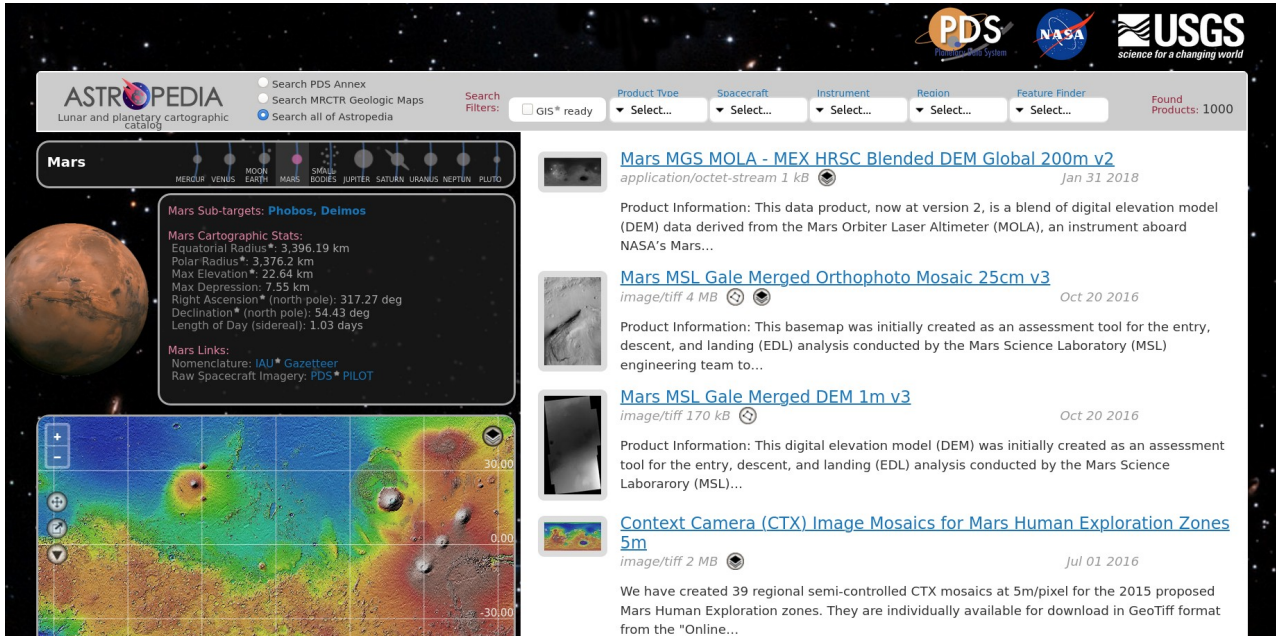 PDS
Planetary Data System
NASA
USGS
science for a changing world
ASTROPEDIA
Lunar and planetary cartographic
catalog
Search PDS Annex
Search MRCTR Geologic Maps
Search all of Astropedia
Search
Filters:
GIS* ready
Product Type
Select...
Spacecraft
Select...
Instrument
Select...
Region
Select...
Feature Finder
Select...
Found
Products: 1000
Mars
MERCUR VENUS MOON EARTH MARS SMALL BODIES JUPITER SATURN URANUS NEPTUN PLUTO
Mars Sub-targets: Phobos, Deimos
Mars Cartographic Stats:
Equatorial Radius*: 3,396.19 km
Polar Radius*: 3,376.2 km
Max Elevation*: 22.64 km
Max Depression: 7.55 km
Right Ascension* (north pole): 317.27 deg
Declination* (north pole): 54.43 deg
Length of Day (sidereal): 1.03 days
Mars Links:
Nomenclature: IAU* Gazetteer
Raw Spacecraft Imagery: PDS* PILOT
+
−
30.00
0.00
-30.00
Mars MGS MOLA - MEX HRSC Blended DEM Global 200m v2
application/octet-stream 1 kB
Jan 31 2018
Product Information: This data product, now at version 2, is a blend of digital elevation model
(DEM) data derived from the Mars Orbiter Laser Altimeter (MOLA), an instrument aboard
NASA’s Mars...
Mars MSL Gale Merged Orthophoto Mosaic 25cm v3
image/tiff 4 MB
Oct 20 2016
Product Information: This basemap was initially created as an assessment tool for the entry,
descent, and landing (EDL) analysis conducted by the Mars Science Laboratory (MSL)
engineering team to...
Mars MSL Gale Merged DEM 1m v3
image/tiff 170 kB
Oct 20 2016
Product Information: This digital elevation model (DEM) was initially created as an assessment
tool for the entry, descent, and landing (EDL) analysis conducted by the Mars Science
Laborarory (MSL)...
Context Camera (CTX) Image Mosaics for Mars Human Exploration Zones
5m
image/tiff 2 MB
Jul 01 2016
We have created 39 regional semi-controlled CTX mosaics at 5m/pixel for the 2015 proposed
Mars Human Exploration zones. They are individually available for download in GeoTiff format
from the "Online...